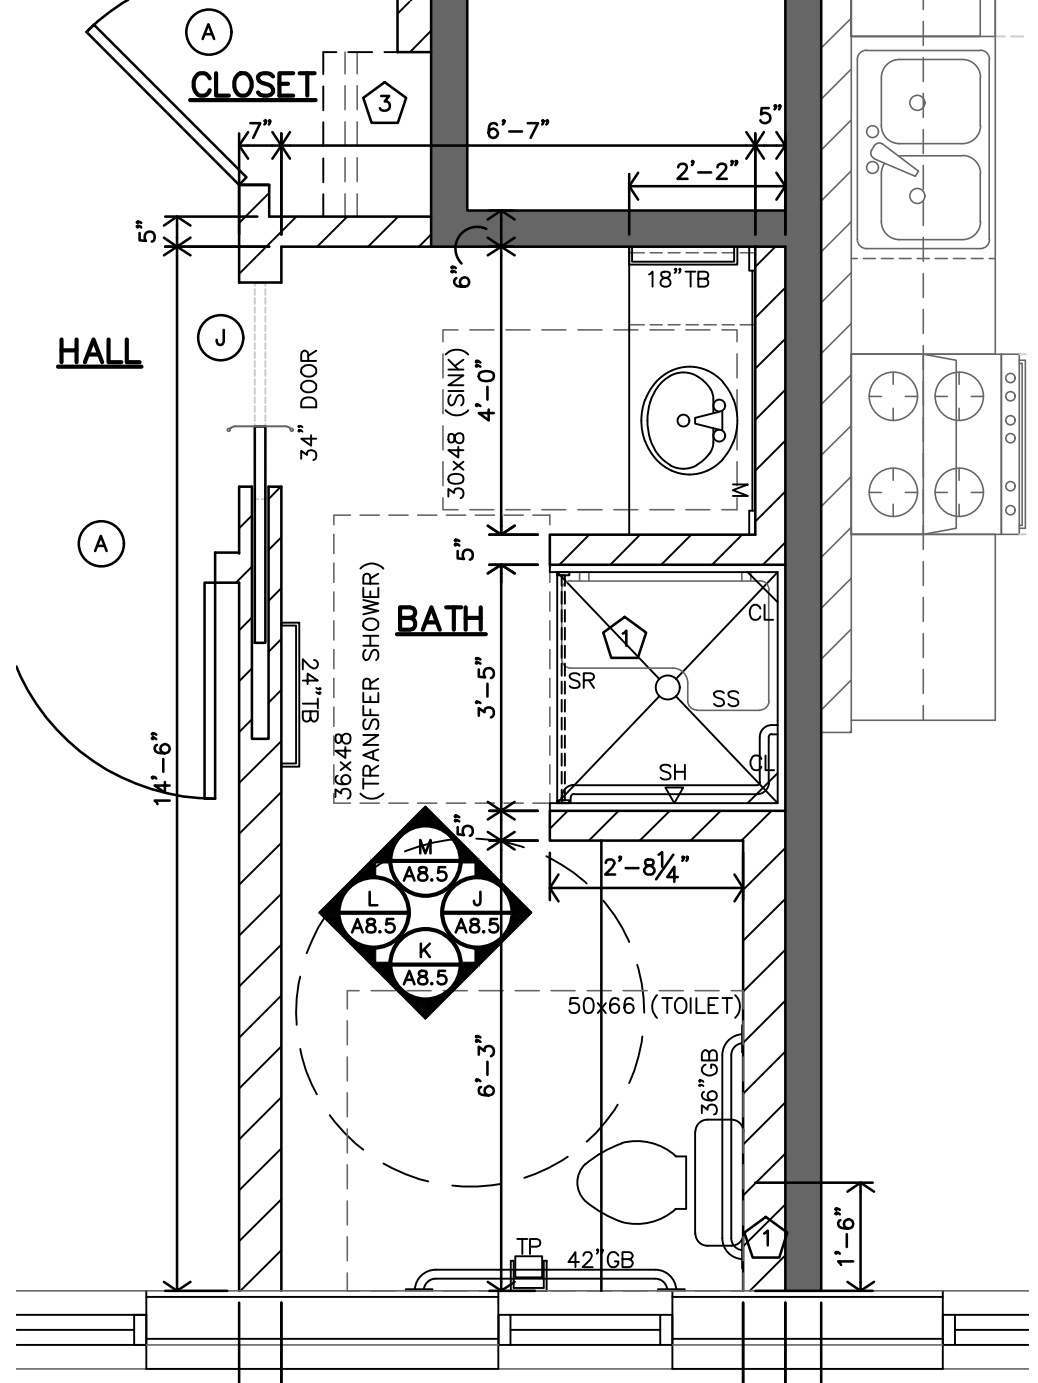 A
CLOSET
3
7"
6'-7"
5"
2'-2"
5"
6"
18"TB
HALL
J
34" DOOR
30x48 (SINK)
4'-0"
M
A
5"
36x48
(TRANSFER SHOWER)
BATH
24"TB
3'-5"
1
CL
SR
SS
CL
SH
14'-6"
5"
M
A8.5
L
A8.5
J
A8.5
K
A8.5
2'-8¼"
50x66 (TOILET)
6'-3"
36"GB
1
1'-6"
TP
42"GB